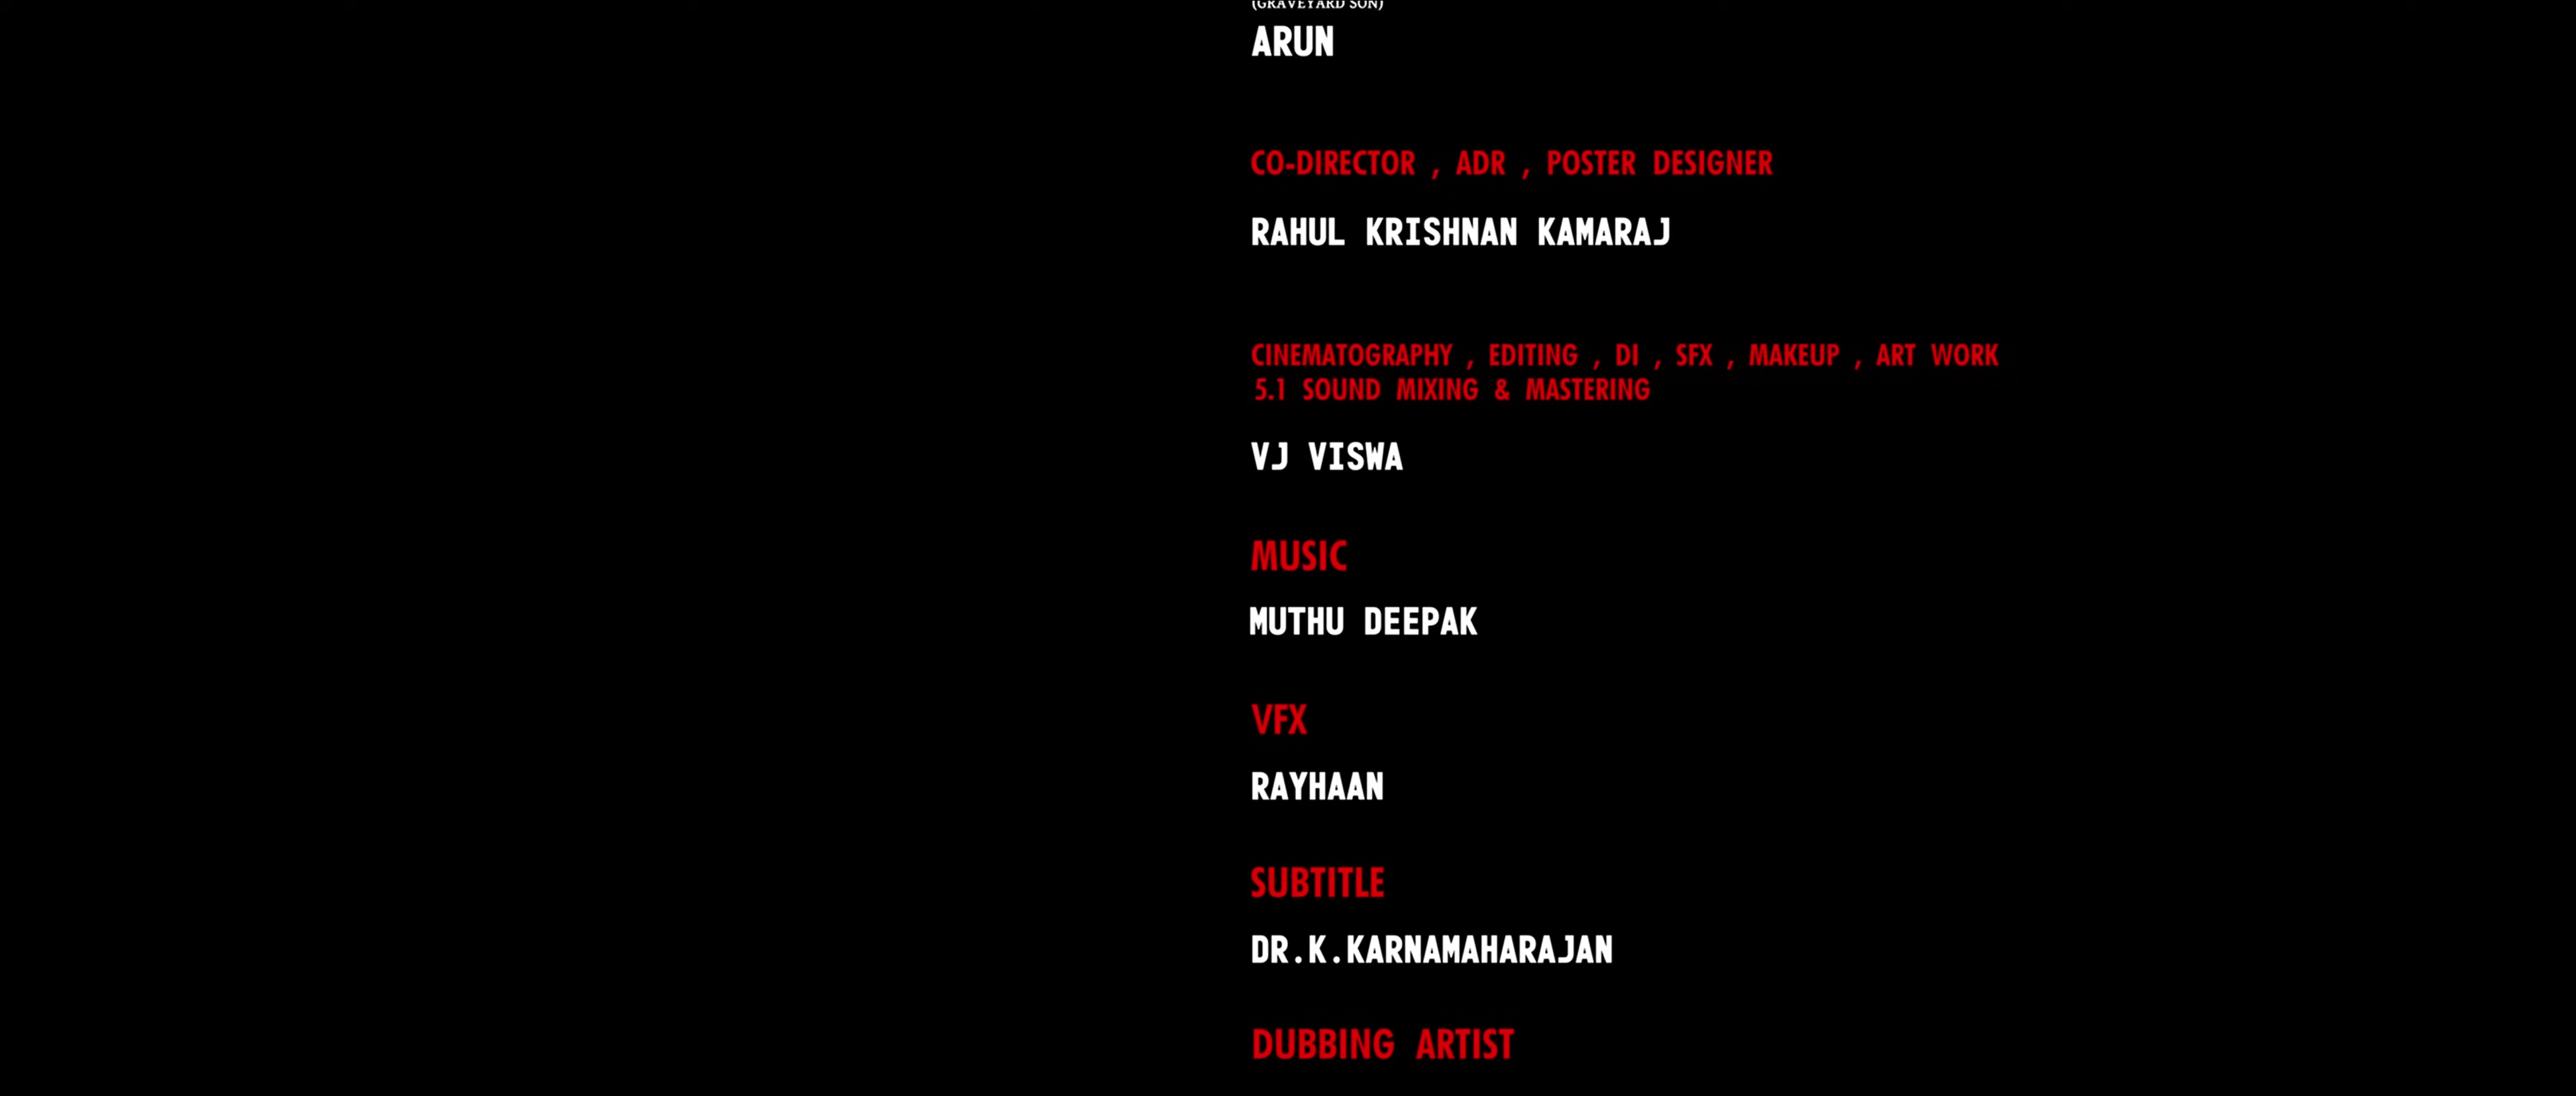 (GRAVEYARD SON)
ARUN
CO-DIRECTOR , ADR , POSTER DESIGNER
RAHUL KRISHNAN KAMARAJ
CINEMATOGRAPHY , EDITING , DI , SFX , MAKEUP , ART WORK
5.1 SOUND MIXING & MASTERING
VJ VISWA
MUSIC
MUTHU DEEPAK
VFX
RAYHAAN
SUBTITLE
DR.K.KARNAMAHARAJAN
DUBBING ARTIST